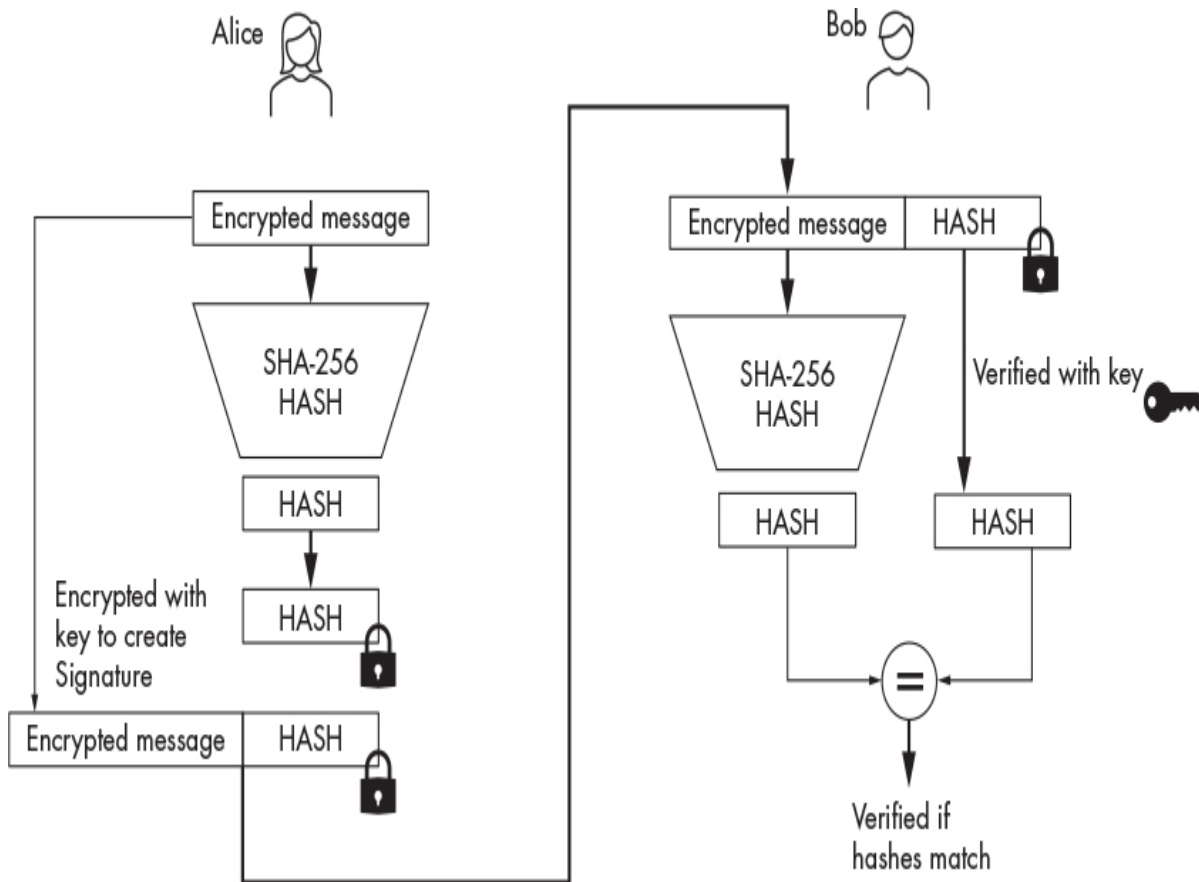 Alice
Encrypted message
SHA-256
HASH
HASH
HASH
Encrypted with
key to create
Signature
Encrypted message
HASH
Bob
Encrypted message
HASH
SHA-256
HASH
Verified with key
HASH
HASH
=
Verified if
hashes match